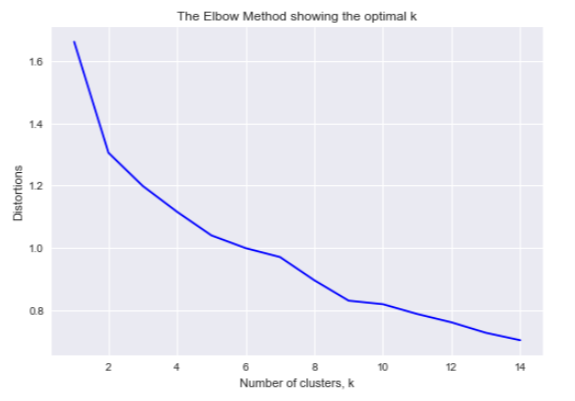 The Elbow Method showing the optimal k
1.6
1.4
1.2
1.0
0.8
Distortions
2 4 6 8 10 12 14
Number of clusters, k